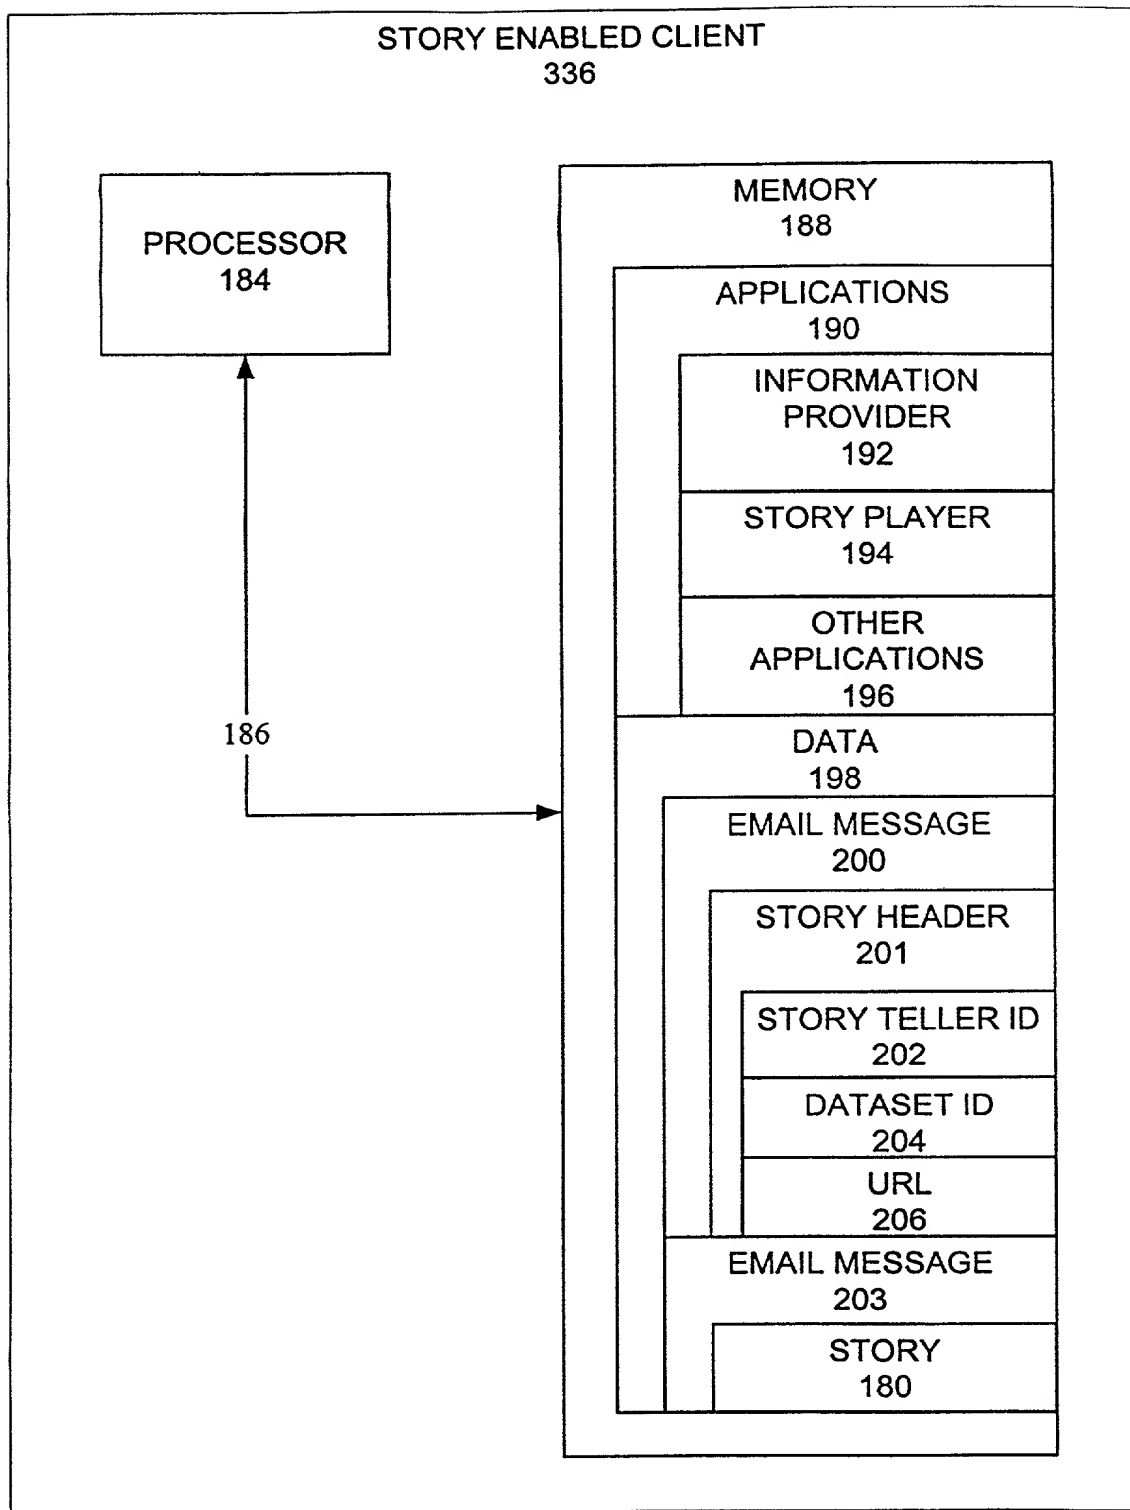 STORY ENABLED CLIENT
336
PROCESSOR
184
186
MEMORY
188
APPLICATIONS
190
INFORMATION
PROVIDER
192
STORY PLAYER
194
OTHER
APPLICATIONS
196
DATA
198
EMAIL MESSAGE
200
STORY HEADER
201
STORY TELLER ID
202
DATASET ID
204
URL
206
EMAIL MESSAGE
203
STORY
180